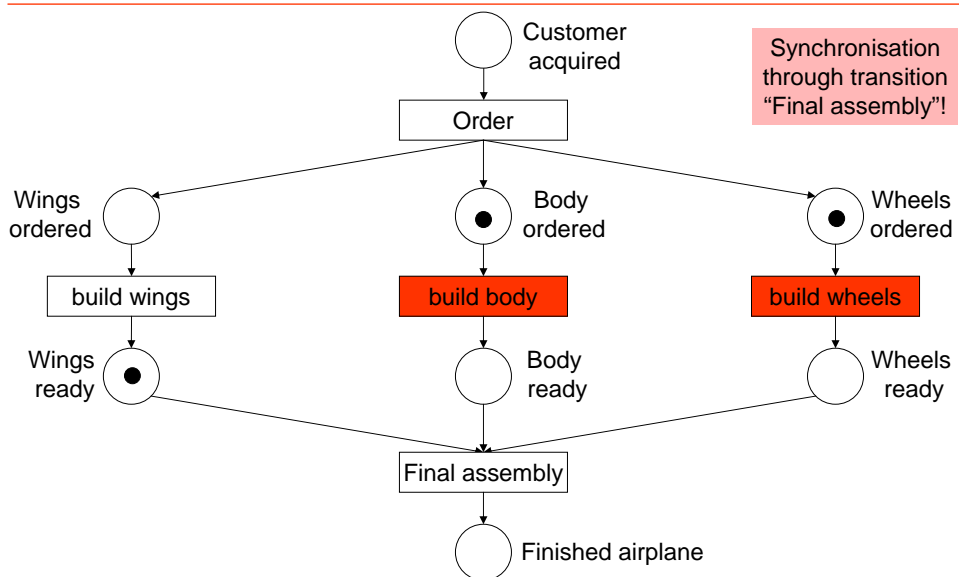 Customer
acquired
Synchronisation
through transition
“Final assembly”!
Order
Wings
ordered
Body
ordered
Wheels
ordered
build wings
build body
build wheels
Wings
ready
Body
ready
Wheels
ready
Final assembly
Finished airplane